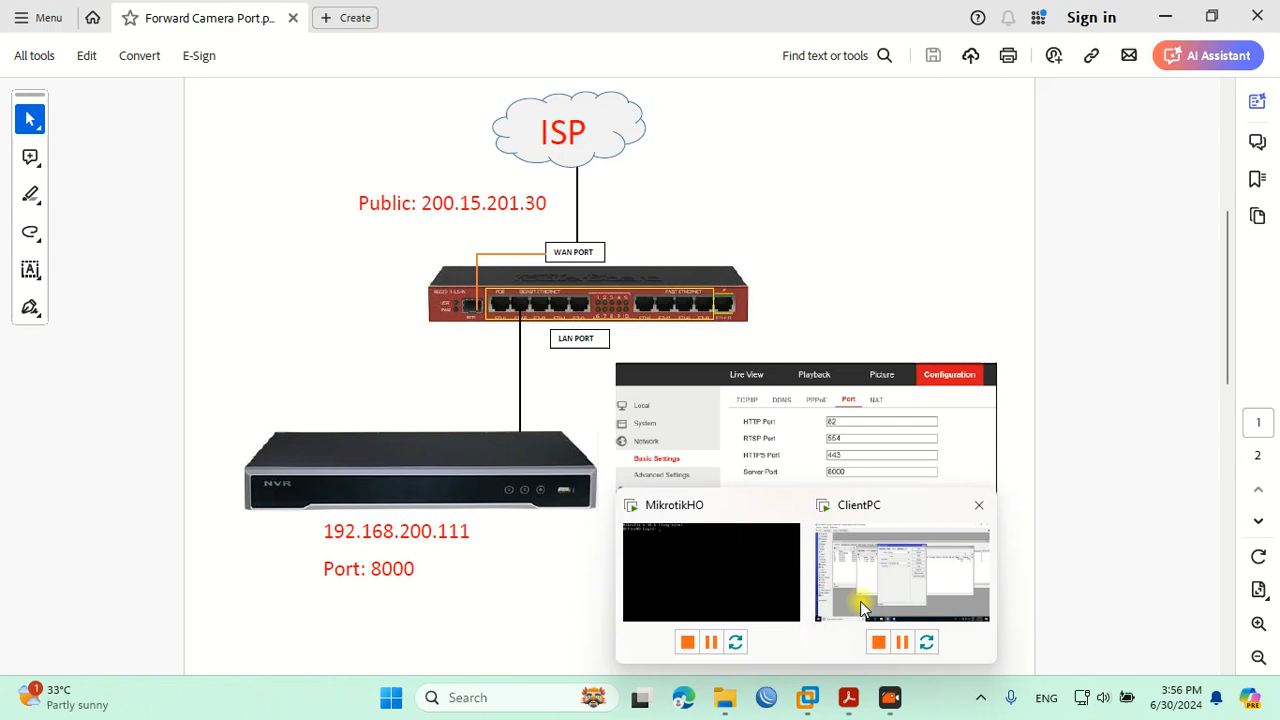 Menu
Forward Camera Port.p...
Create
Sign in
All tools
Edit
Convert
E-Sign
Find text or tools
AI Assistant
ISP
Public: 200.15.201.30
WAN PORT
LAN PORT
Live View
Playback
Picture
Configuration
Local
System
Network
Basic Settings
Advanced Settings
TCP/IP
DDNS
PPPoE
Port
NAT
HTTP Port
82
RTSP Port
554
HTTPS Port
443
Server Port
8000
NVR
192.168.200.111
Port: 8000
MikrotikHO
ClientPC
1
2
33°C
Partly sunny
Search
ENG
3:56 PM
6/30/2024
PRE